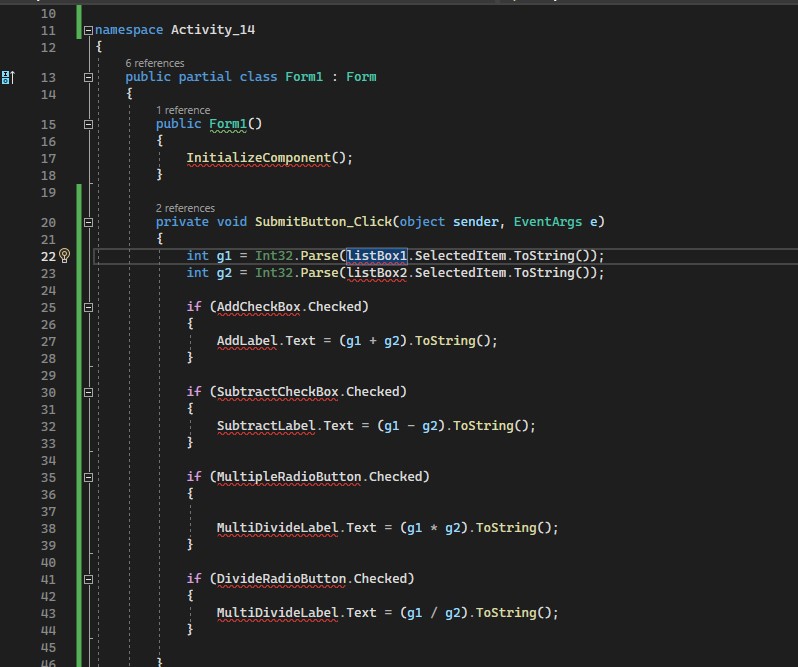 10
11 namespace Activity_14
12 {
6 references
13 public partial class Form1 : Form
14 {
1 reference
15 public Form1()
16 {
17 InitializeComponent();
18 }
19
2 references
20 private void SubmitButton_Click(object sender, EventArgs e)
21 {
22 int g1 = Int32.Parse(listBox1.SelectedItem.ToString());
23 int g2 = Int32.Parse(listBox2.SelectedItem.ToString());
24
25 if (AddCheckBox.Checked)
26 {
27 AddLabel.Text = (g1 + g2).ToString();
28 }
29
30 if (SubtractCheckBox.Checked)
31 {
32 SubtractLabel.Text = (g1 - g2).ToString();
33 }
34
35 if (MultipleRadioButton.Checked)
36 {
37
38 MultiDivideLabel.Text = (g1 * g2).ToString();
39 }
40
41 if (DivideRadioButton.Checked)
42 {
43 MultiDivideLabel.Text = (g1 / g2).ToString();
44 }
45
46 }